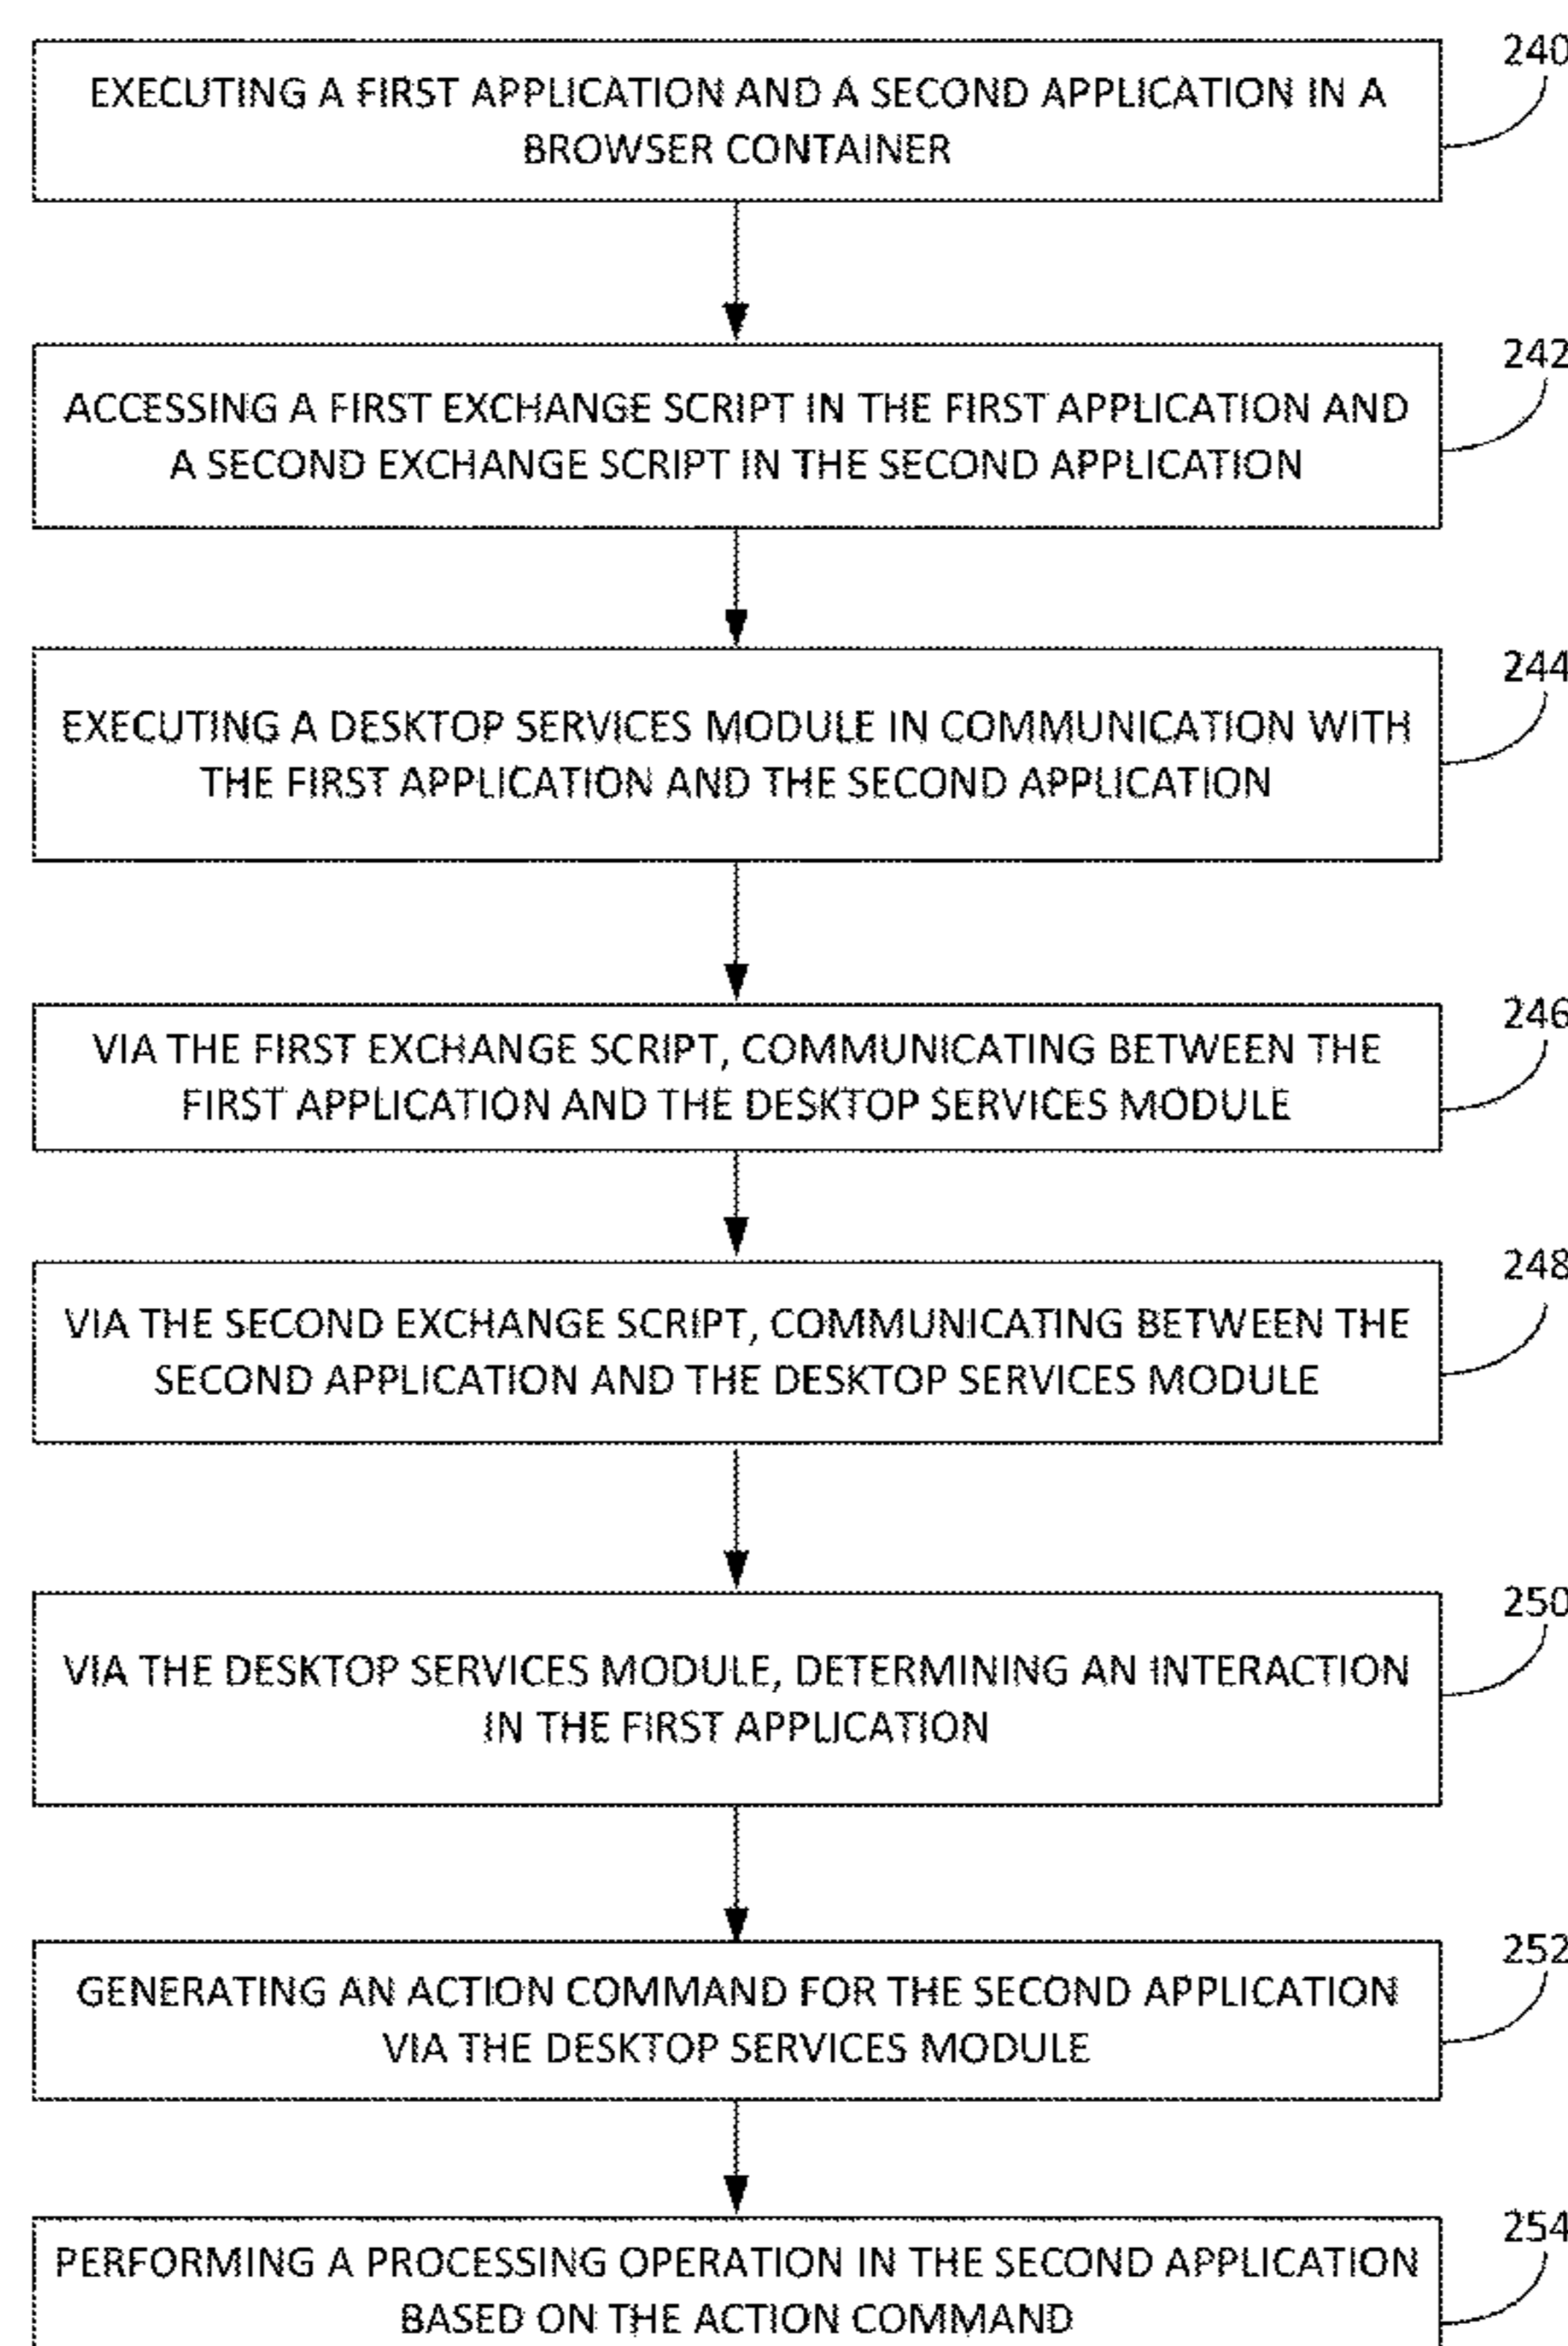 240
EXECUTING A FIRST APPLICATION AND A SECOND APPLICATION IN A
BROWSER CONTAINER
242
ACCESSING A FIRST EXCHANGE SCRIPT IN THE FIRST APPLICATION AND
A SECOND EXCHANGE SCRIPT IN THE SECOND APPLICATION
244
EXECUTING A DESKTOP SERVICES MODULE IN COMMUNICATION WITH
THE FIRST APPLICATION AND THE SECOND APPLICATION
246
VIA THE FIRST EXCHANGE SCRIPT, COMMUNICATING BETWEEN THE
FIRST APPLICATION AND THE DESKTOP SERVICES MODULE
248
VIA THE SECOND EXCHANGE SCRIPT, COMMUNICATING BETWEEN THE
SECOND APPLICATION AND THE DESKTOP SERVICES MODULE
250
VIA THE DESKTOP SERVICES MODULE, DETERMINING AN INTERACTION
IN THE FIRST APPLICATION
252
GENERATING AN ACTION COMMAND FOR THE SECOND APPLICATION
VIA THE DESKTOP SERVICES MODULE
254
PERFORMING A PROCESSING OPERATION IN THE SECOND APPLICATION
BASED ON THE ACTION COMMAND